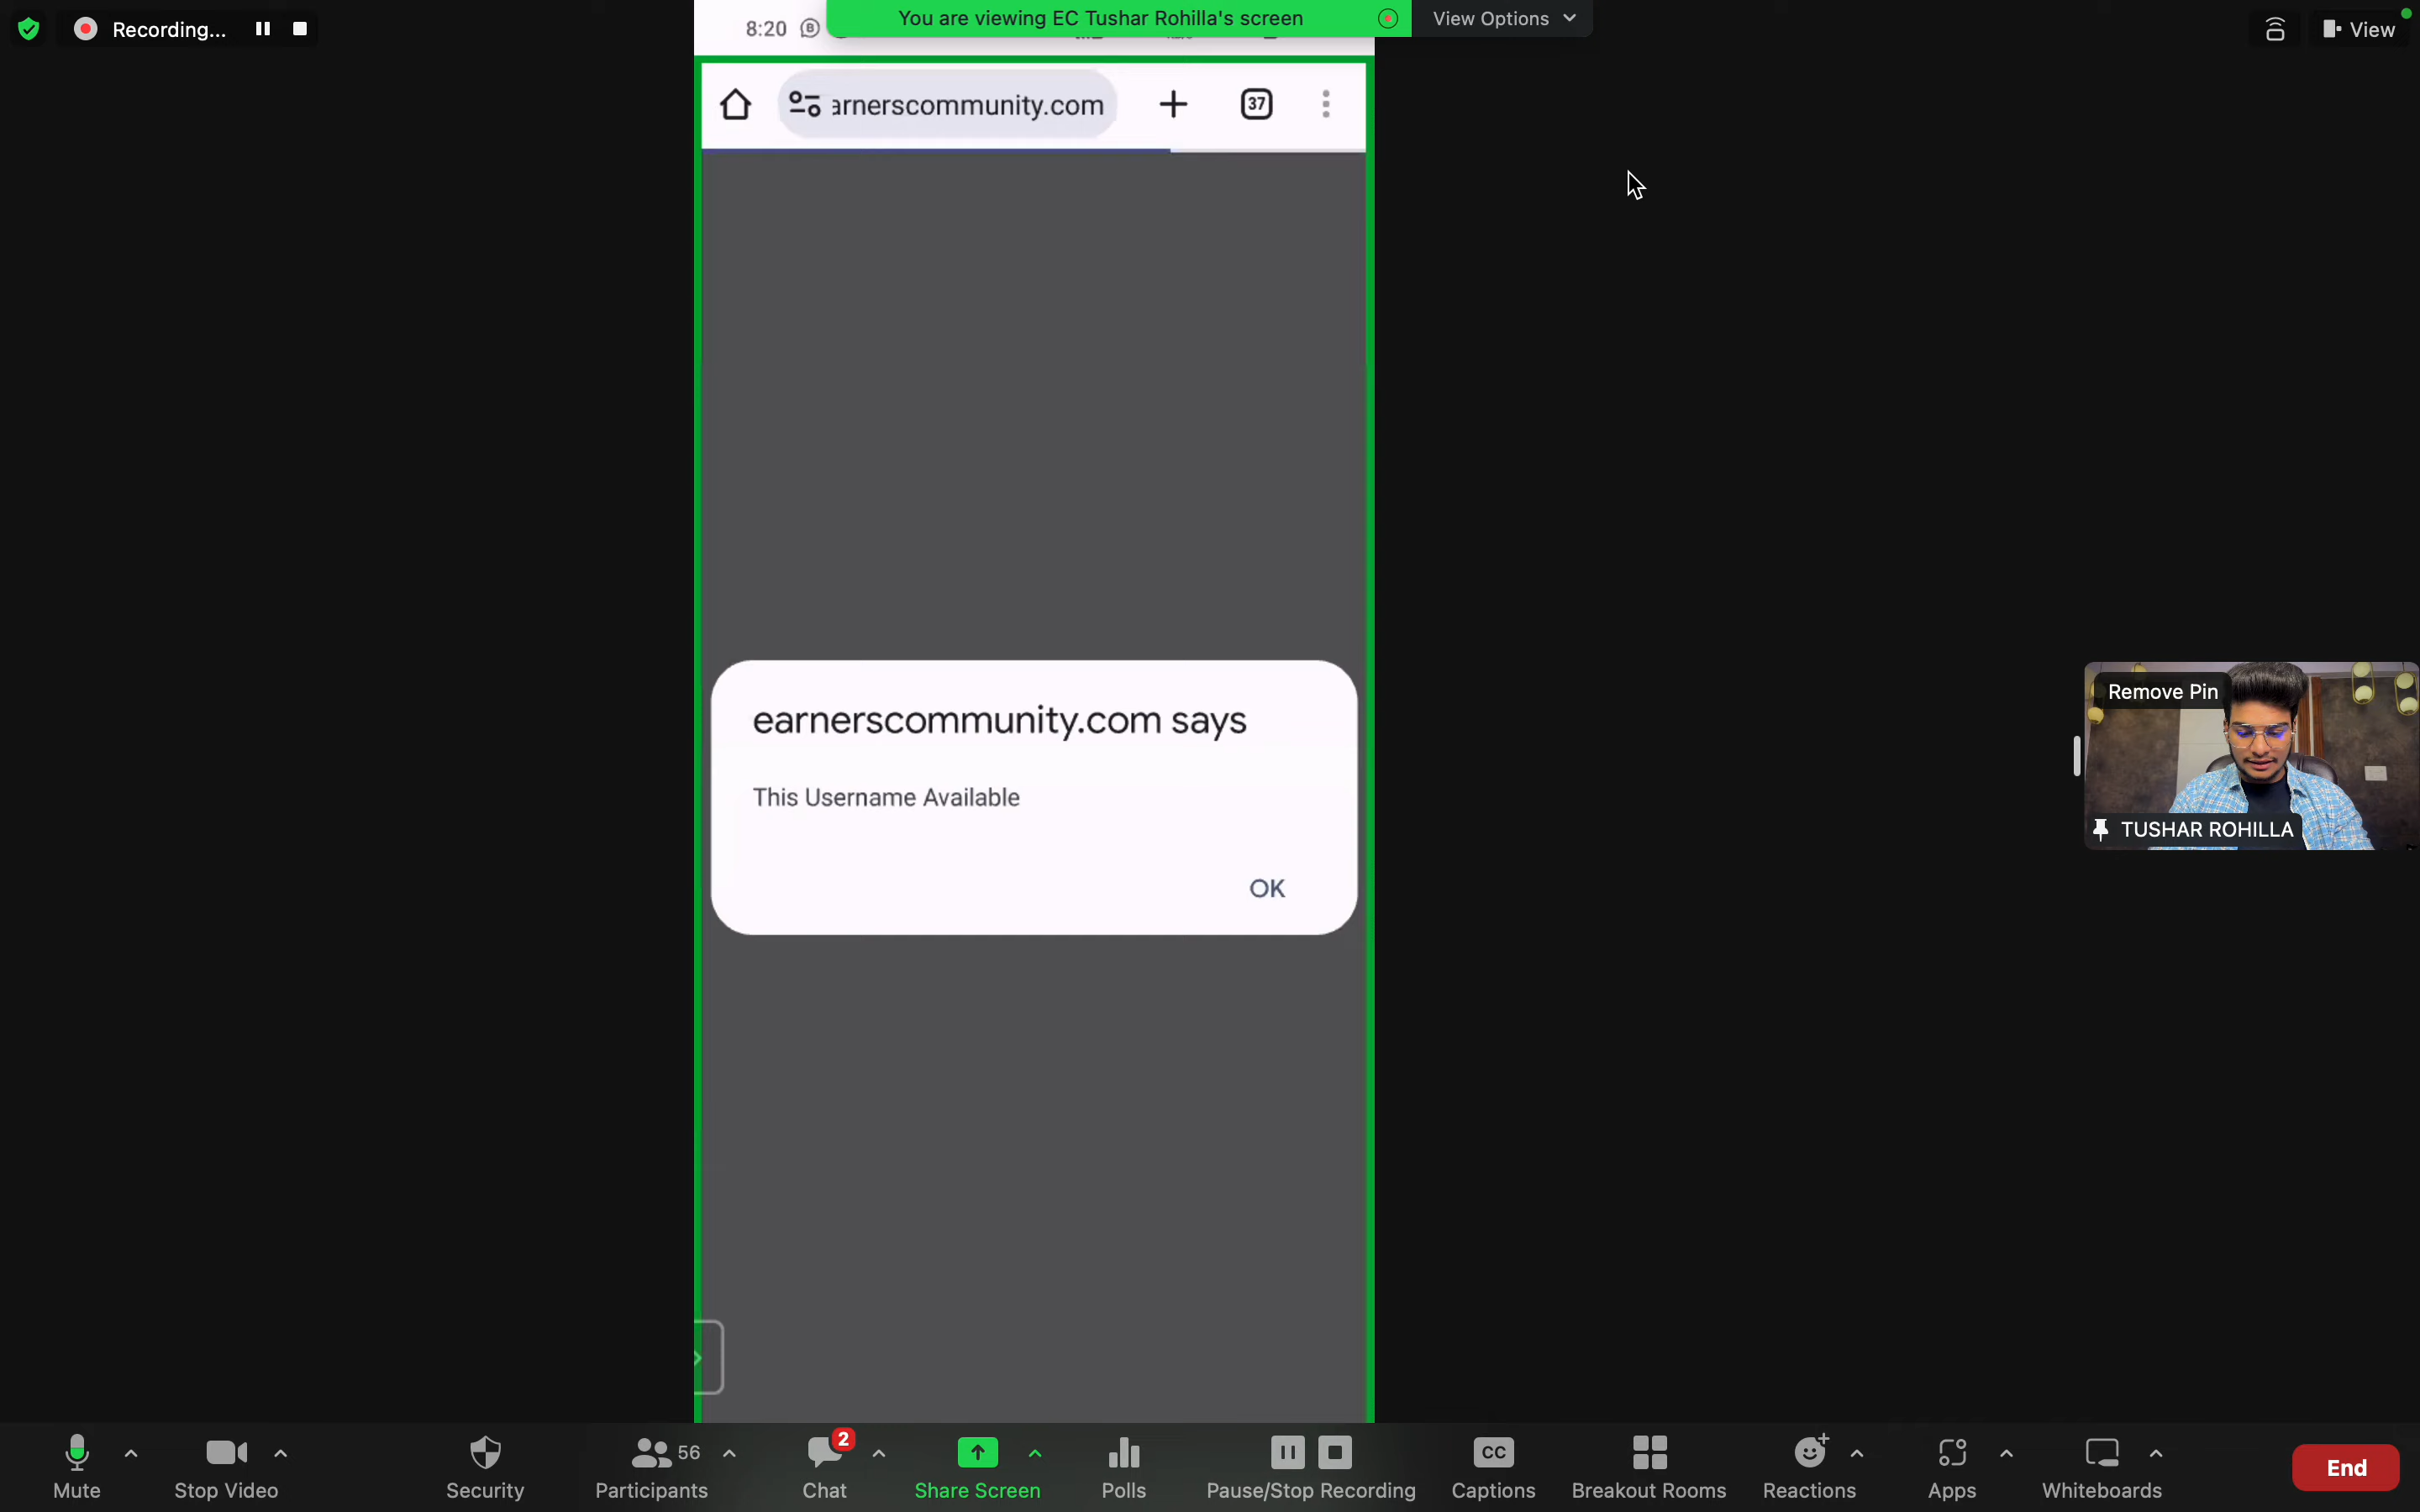 Recording...
You are viewing EC Tushar Rohilla's screen
View Options
View
8:20
arnerscommunity.com
37
earnerscommunity.com says
This Username Available
OK
Remove Pin
TUSHAR ROHILLA
Mute
Stop Video
Security
56
Participants
2
Chat
Share Screen
Polls
Pause/Stop Recording
CC
Captions
Breakout Rooms
Reactions
Apps
Whiteboards
End